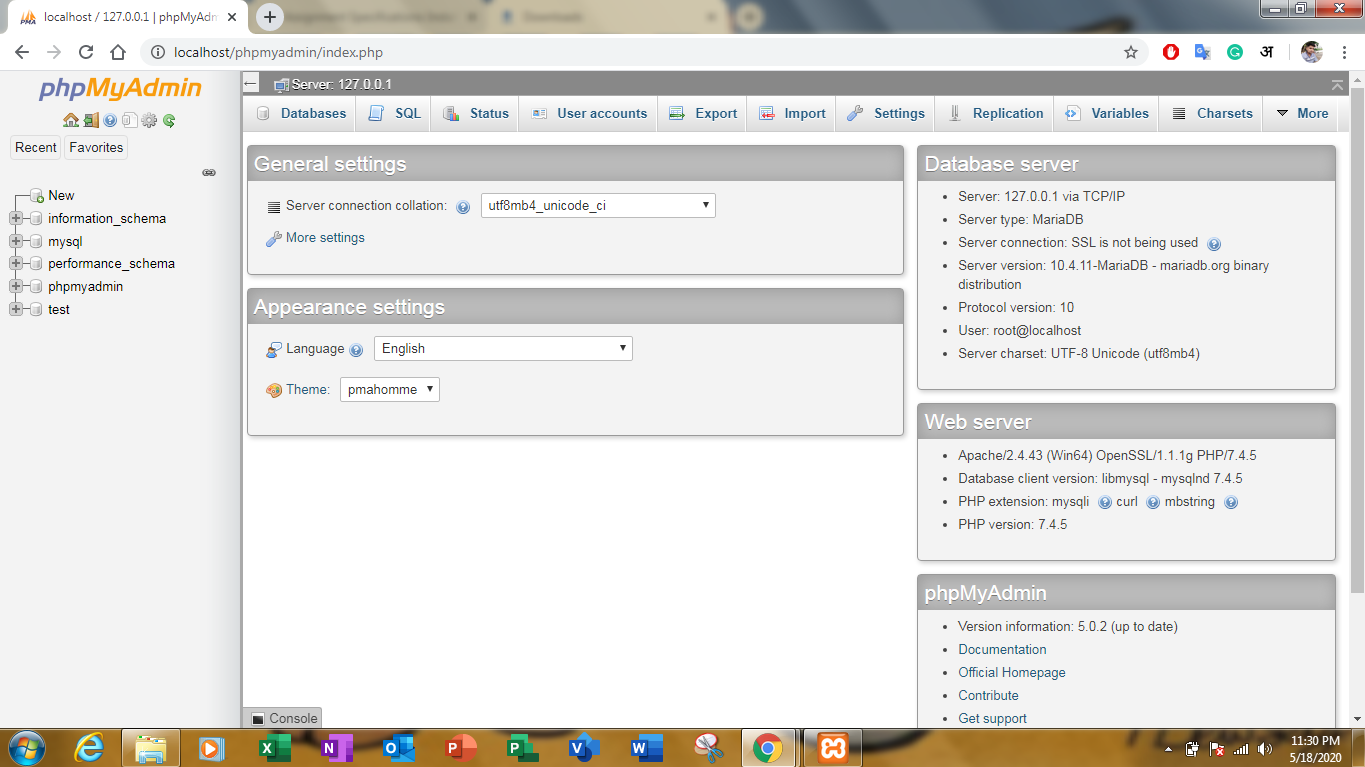 localhost / 127.0.0.1 | phpMyAdm
Downloads
localhost/phpmyadmin/index.php
अ
phpMyAdmin
Recent
Favorites
New
information_schema
mysql
performance_schema
phpmyadmin
test
Server: 127.0.0.1
Databases
SQL
Status
User accounts
Export
Import
Settings
Replication
Variables
Charsets
More
General settings
Server connection collation:
utf8mb4_unicode_ci
More settings
Appearance settings
Language
English
Theme:
pmahomme
Database server
Server: 127.0.0.1 via TCP/IP
Server type: MariaDB
Server connection: SSL is not being used
Server version: 10.4.11-MariaDB - mariadb.org binary
distribution
Protocol version: 10
User: root@localhost
Server charset: UTF-8 Unicode (utf8mb4)
Web server
Apache/2.4.43 (Win64) OpenSSL/1.1.1g PHP/7.4.5
Database client version: libmysql - mysqlnd 7.4.5
PHP extension: mysqli curl mbstring
PHP version: 7.4.5
phpMyAdmin
Version information: 5.0.2 (up to date)
Documentation
Official Homepage
Contribute
Get support
Console
11:30 PM
5/18/2020